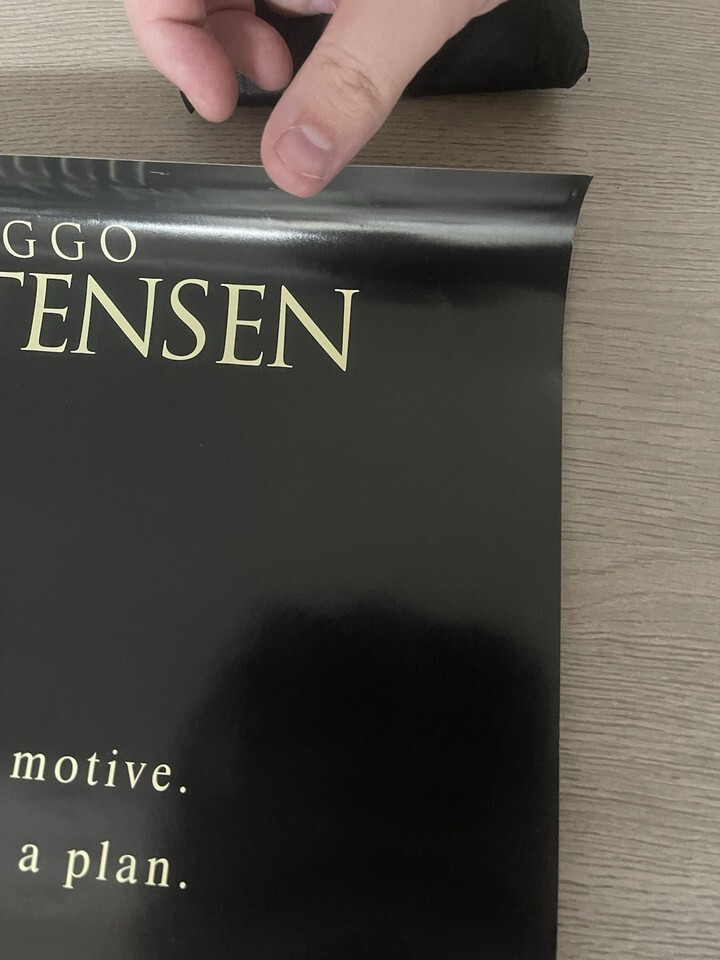 GGO
TENSEN
motive.
a plan.